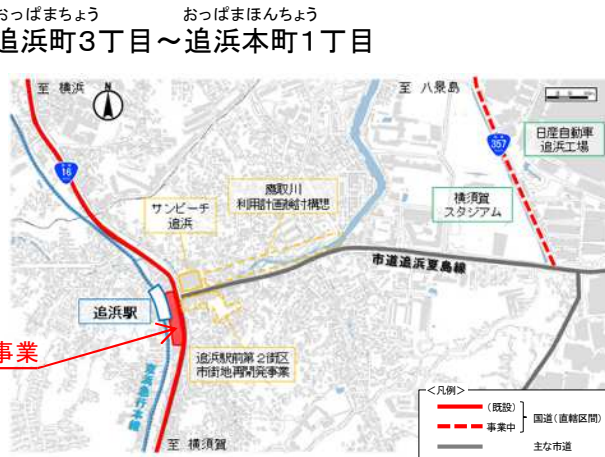 おっぱまちょう おっぱまほんちょう
追浜町3丁目～追浜本町1丁目
至 横浜
N
至 八景島
16
357
日産自動車
追浜工場
鷹取川
利用計画検討構想
サンビーチ
追浜
横須賀
スタジアム
市道追浜夏島線
追浜駅
事業
追浜駅前第2街区
市街地再開発事業
京浜急行本線
至 横須賀
<凡例>
(既設)
事業中
国道(直轄区間)
主な市道